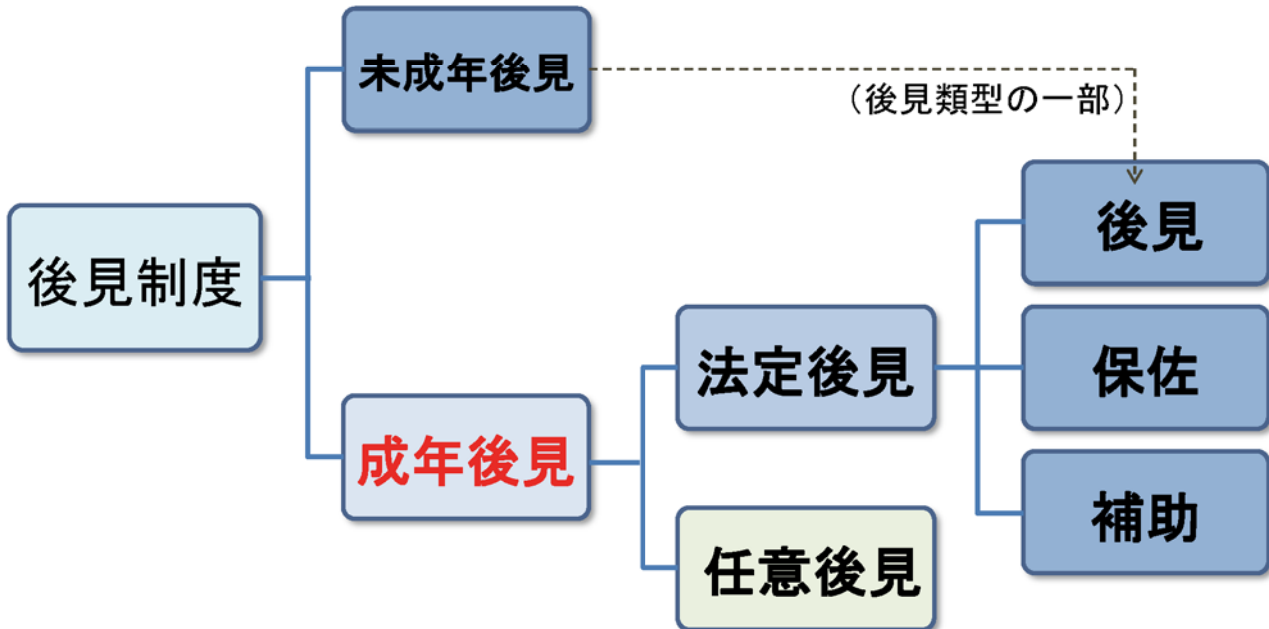 未成年後見
（後見類型の一部）
後見制度
成年後見
法定後見
任意後見
後見
保佐
補助